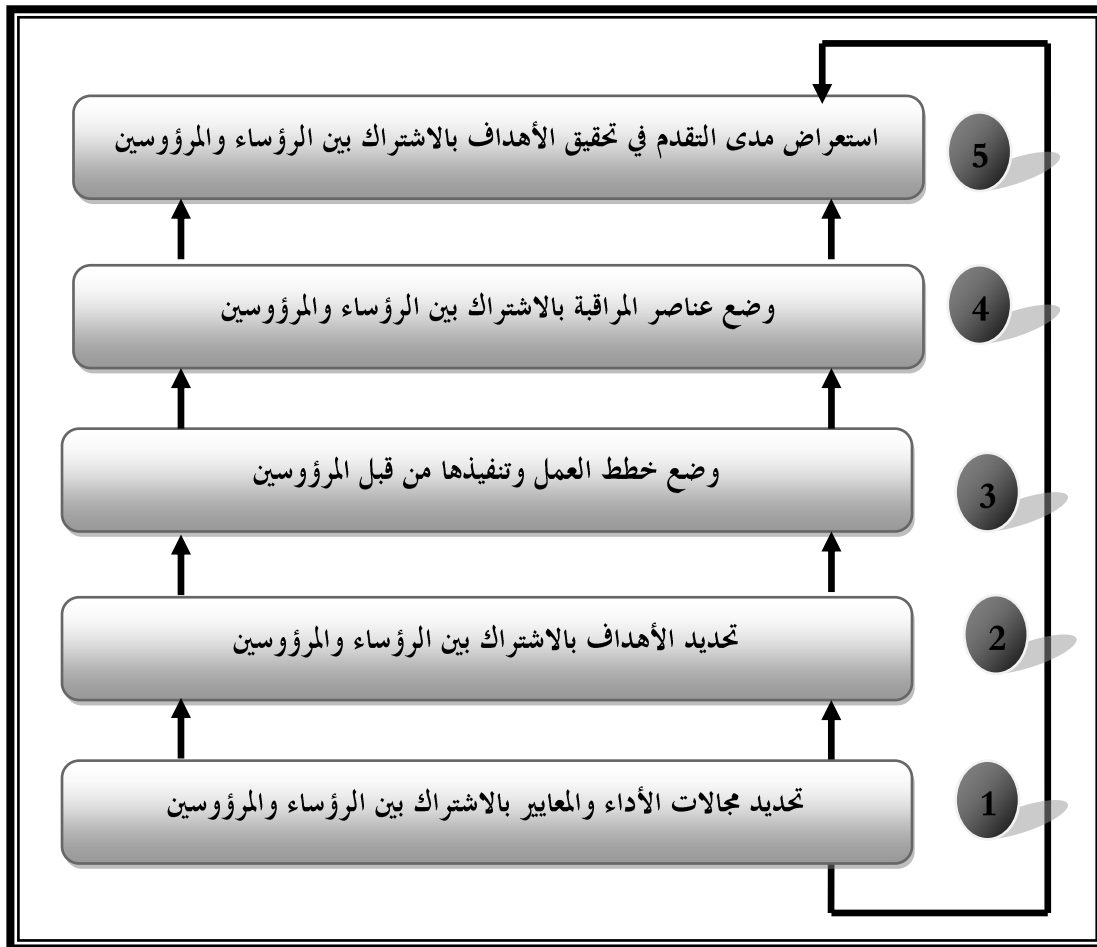 استعراض مدى التقدم في تحقيق الأهداف بالاشتراك بين الرؤساء والمرؤوسين
5
وضع عناصر المراقبة بالاشتراك بين الرؤساء والمرؤوسين
4
وضع خطط العمل وتنفيذها من قبل المرؤوسين
3
تحديد الأهداف بالاشتراك بين الرؤساء والمرؤوسين
2
تحديد مجالات الأداء والمعايير بالاشتراك بين الرؤساء والمرؤوسين
1